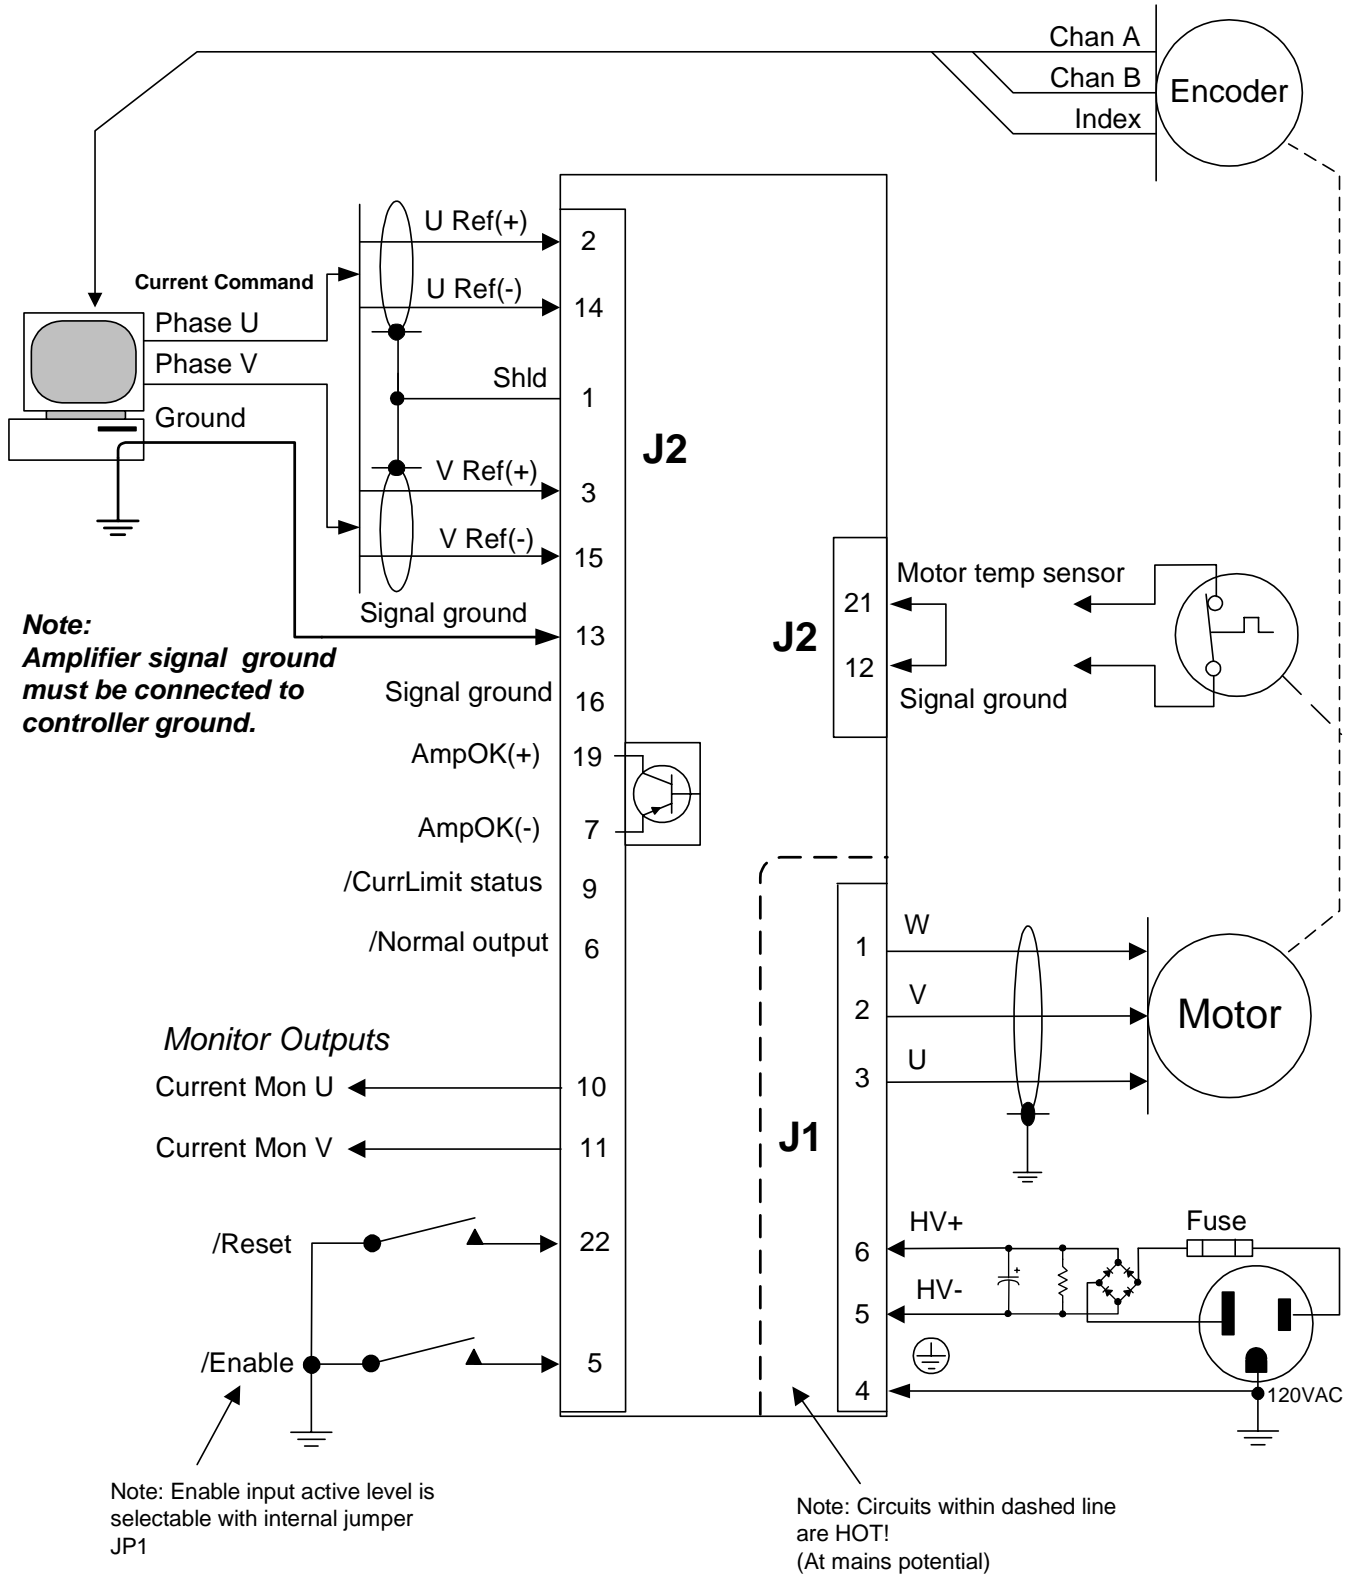 Chan A
Chan B
Index
Encoder
U Ref(+)
2
Current Command
U Ref(-)
14
Phase U
Phase V
Shld
1
Ground
J2
V Ref(+)
3
V Ref(-)
15
Signal ground
13
Note:
Amplifier signal ground
must be connected to
controller ground.
Signal ground
16
AmpOK(+)
19
AmpOK(-)
7
/CurrLimit status
9
/Normal output
6
Motor temp sensor
21
J2
12
Signal ground
W
1
V
2
Motor
U
3
J1
Monitor Outputs
Current Mon U
10
Current Mon V
11
/Reset
22
/Enable
5
HV+
6
Fuse
+
HV-
5
4
120VAC
Note: Enable input active level is
selectable with internal jumper
JP1
Note: Circuits within dashed line
are HOT!
(At mains potential)